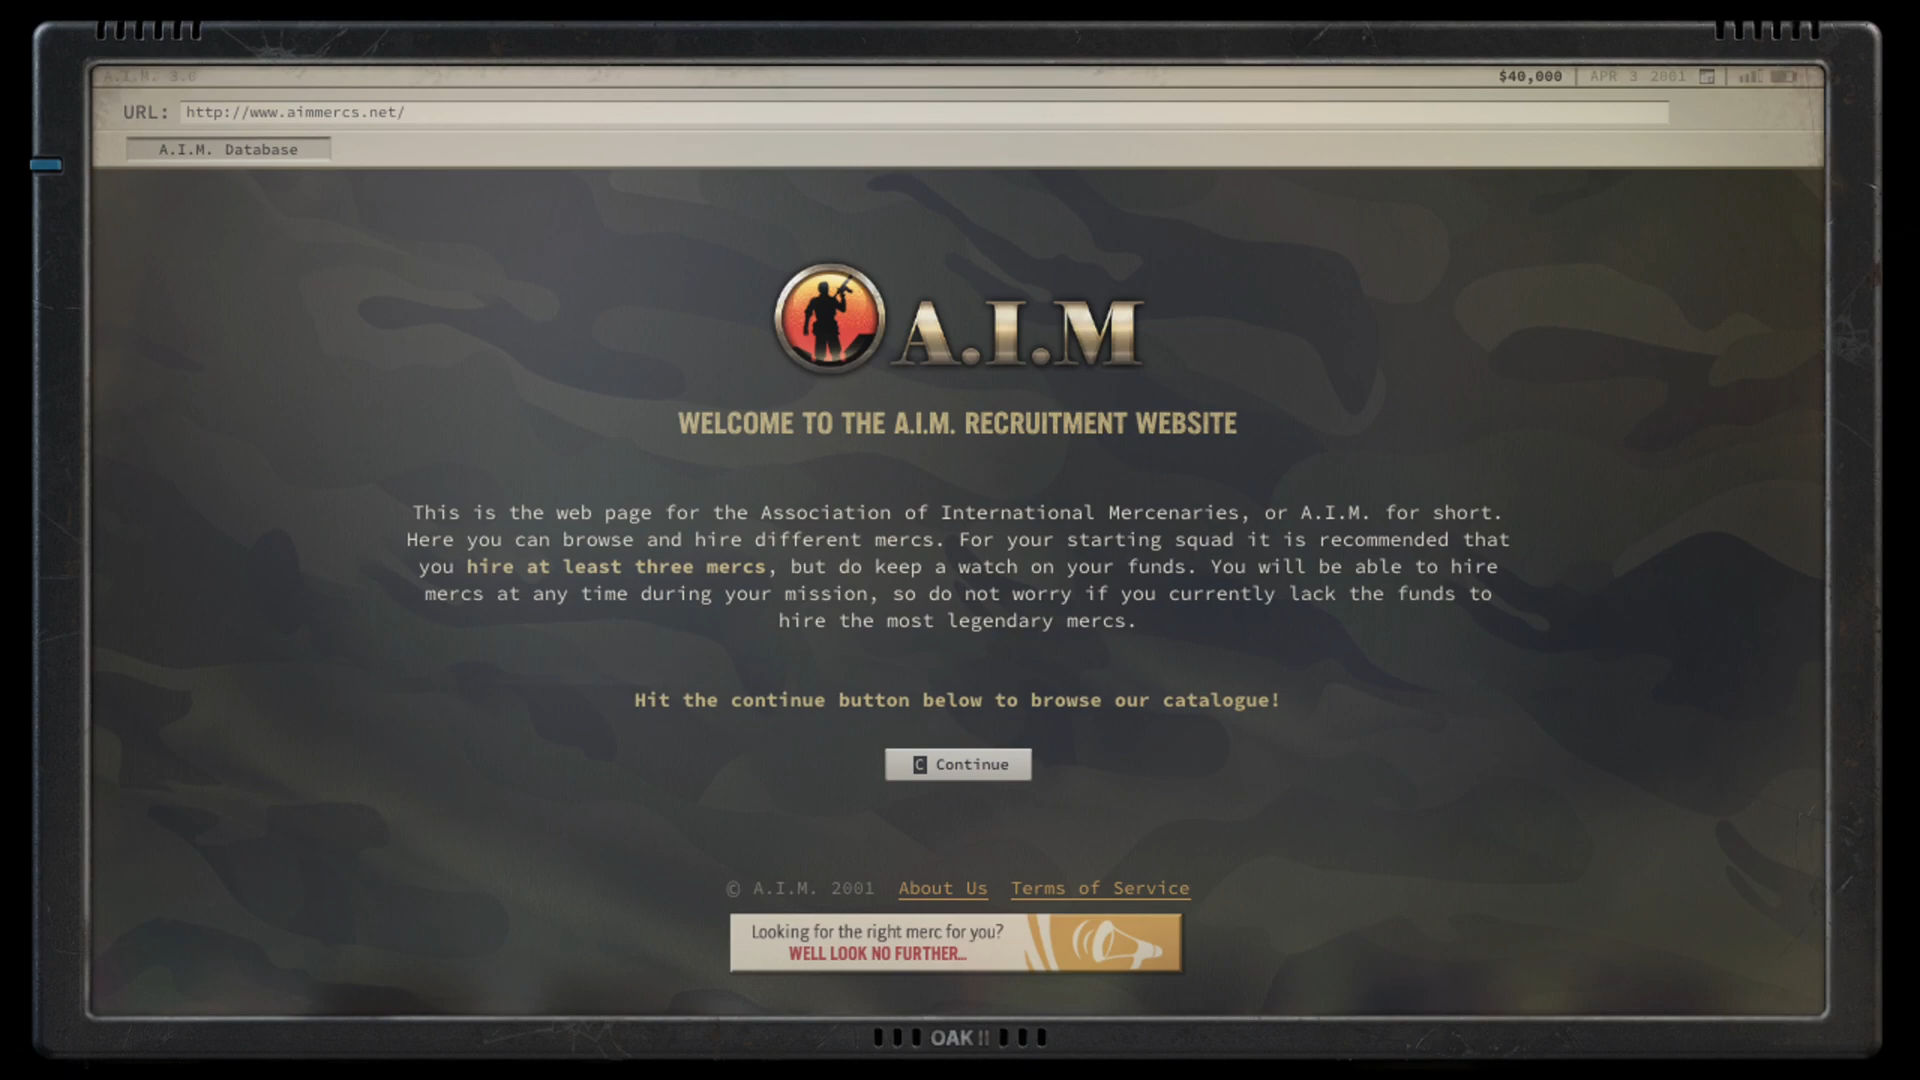 A.I.M. 3.0
$40,000 | APR 3 2001
URL: http://www.aimmercs.net/
A.I.M. Database
A.I.M
WELCOME TO THE A.I.M. RECRUITMENT WEBSITE
This is the web page for the Association of International Mercenaries, or A.I.M. for short.
Here you can browse and hire different mercs. For your starting squad it is recommended that
you hire at least three mercs, but do keep a watch on your funds. You will be able to hire
mercs at any time during your mission, so do not worry if you currently lack the funds to
hire the most legendary mercs.
Hit the continue button below to browse our catalogue!
C Continue
© A.I.M. 2001 About Us Terms of Service
Looking for the right merc for you?
WELL LOOK NO FURTHER...
OAK II